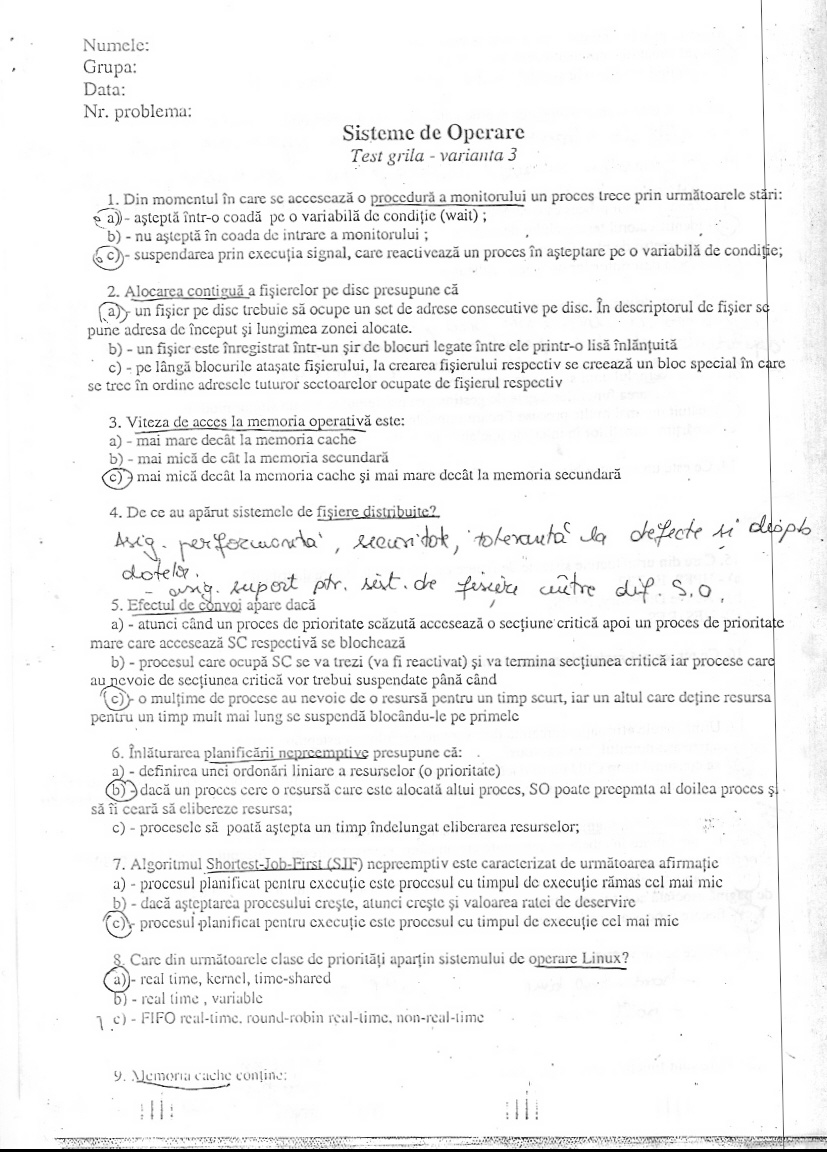 Numele:
Grupa:
Data:
Nr. problema:
Sisteme de Operare
Test grila - varianta 3
1. Din momentul în care se accesează o procedură a monitorului un proces trece prin următoarele stări:
a) - aşteptă într-o coadă pe o variabilă de condiţie (wait) ;
b) - nu aşteptă în coada de intrare a monitorului ;
c) - suspendarea prin execuţia signal, care reactivează un proces în aşteptare pe o variabilă de condiţie;
2. Alocarea contiguă a fişierelor pe disc presupune că
a) - un fişier pe disc trebuie să ocupe un set de adrese consecutive pe disc. În descriptorul de fişier se
pune adresa de început şi lungimea zonei alocate.
b) - un fişier este înregistrat într-un şir de blocuri legate între ele printr-o lisă înlănţuită
c) - pe lângă blocurile ataşate fişierului, la crearea fişierului respectiv se crează un bloc special în care
se trec în ordine adresele tuturor sectoarelor ocupate de fişierul respectiv
3. Viteza de acces la memoria operativă este:
a) - mai mare decât la memoria cache
b) - mai mică de cât la memoria secundară
c) - mai mică decât la memoria cache şi mai mare decât la memoria secundară
4. De ce au apărut sistemele de fişiere distribuite?
Asig. performanta, securitate, toleranta la defecte si
datelor.
- asig. suport ptr. sist. de fisiere către dif. S.O.
5. Efectul de convoj apare dacă
a) - atunci când un proces de prioritate scăzută accesează o secţiune critică apoi un proces de prioritate
mare care accesează SC respectivă se blochează
b) - procesul care ocupă SC se va trezi (va fi reactivat) şi va termina secţiunea critică iar procese care
au nevoie de secţiunea critică vor trebui suspendate până când
c) - o mulţime de procese au nevoie de o resursă pentru un timp scurt, iar un altul care deţine resursa
pentru un timp mult mai lung se suspendă blocându-le pe primele
6. Înlăturarea planificării nepreemptive presupune că:
a) - definirea unei ordonări liniare a resurselor (o prioritate)
b) - dacă un proces cere o resursă care este alocată altui proces, SO poate preepmta al doilea proces şi
să îi ceară să elibereze resursa;
c) - procesele să poată aştepta un timp îndelungat eliberarea resurselor;
7. Algoritmul Shortest-Job-First (SJF) nepreemptiv este caracterizat de următoarea afirmaţie
a) - procesul planificat pentru execuţie este procesul cu timpul de execuţie rămas cel mai mic
b) - dacă aşteptarea procesului creşte, atunci creşte şi valoarea ratei de deservire
c) - procesul planificat pentru execuţie este procesul cu timpul de execuţie cel mai mic
8. Care din următoarele clase de priorităţi aparţin sistemului de operare Linux?
a) - real time, kernel, time-shared
b) - real time , variable
c) - FIFO real-time, round-robin real-time, non-real-time
9. Memoria cache conţine: